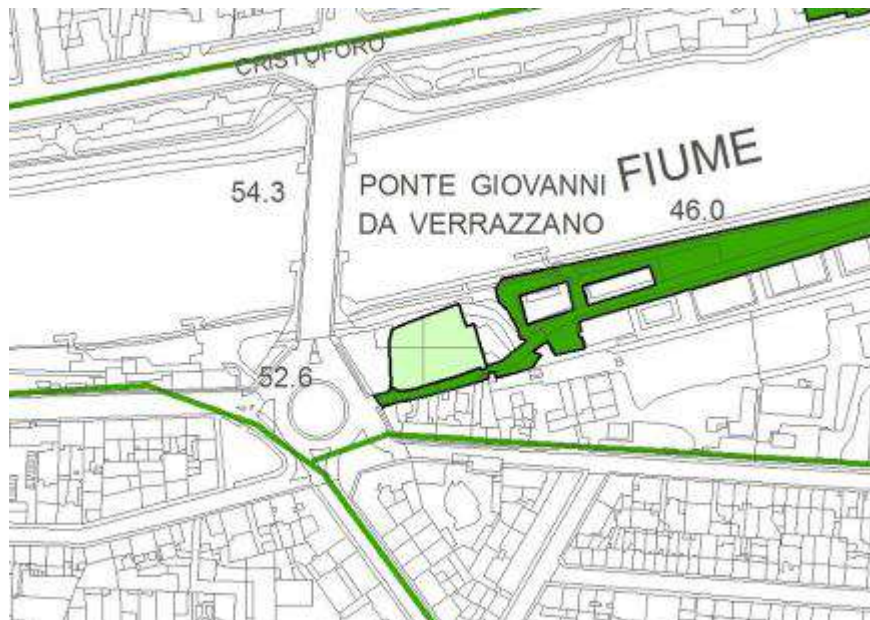 CRISTOFORO
FIUME
54.3
PONTE GIOVANNI
DA VERRAZZANO
46.0
52.6